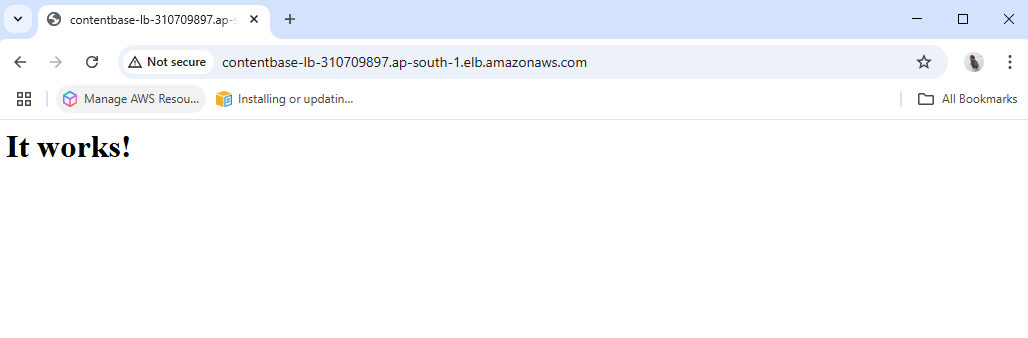 contentbase-lb-310709897.ap-s
Not secure contentbase-lb-310709897.ap-south-1.elb.amazonaws.com
Manage AWS Resou... Installing or updatin... All Bookmarks
It works!